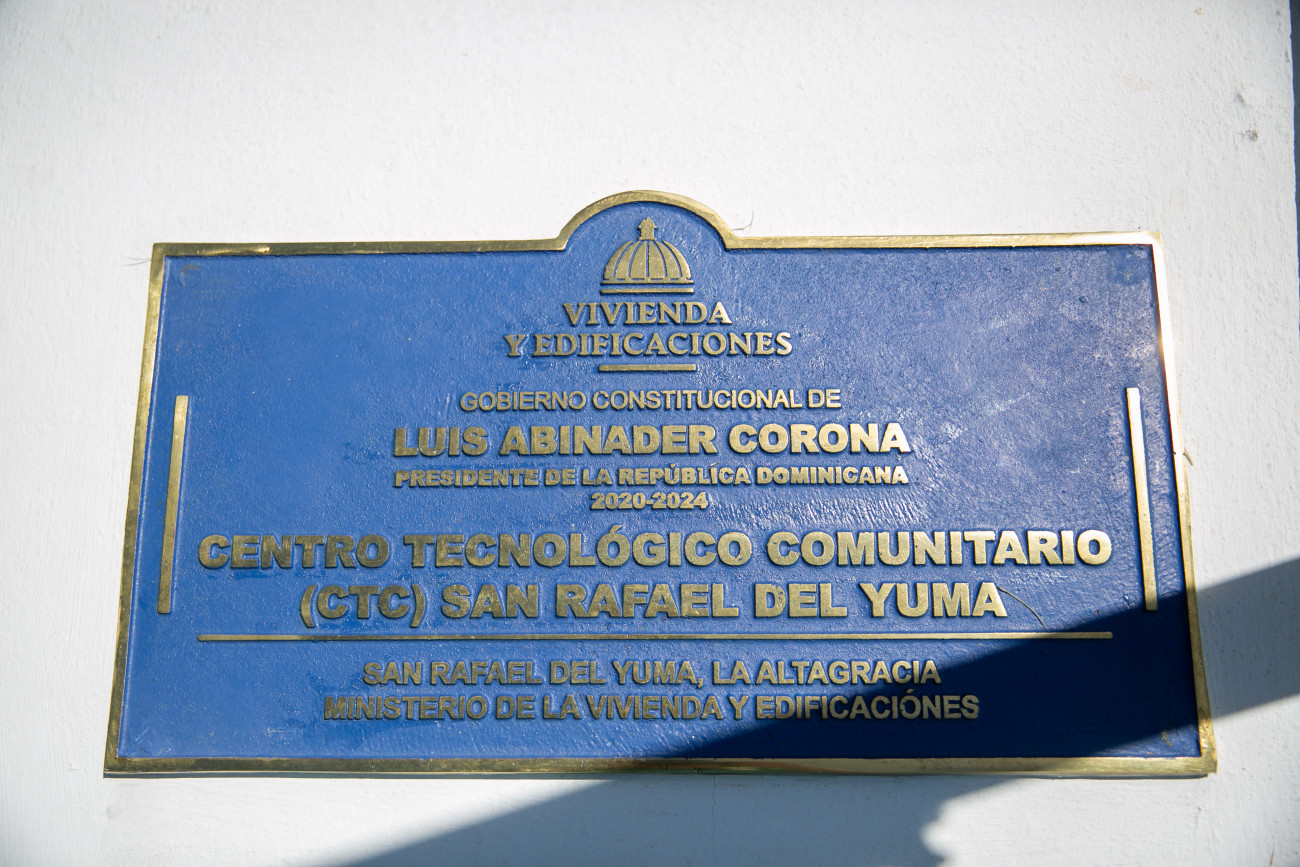 VIVIENDA
Y EDIFICACIONES
GOBIERNO CONSTITUCIONAL DE
LUIS ABINADER CORONA
PRESIDENTE DE LA REPÚBLICA DOMINICANA
2020-2024
CENTRO TECNOLÓGICO COMUNITARIO
(CTC) SAN RAFAEL DEL YUMA
SAN RAFAEL DEL YUMA, LA ALTAGRACIA
MINISTERIO DE LA VIVIENDA Y EDIFICACIÓNES